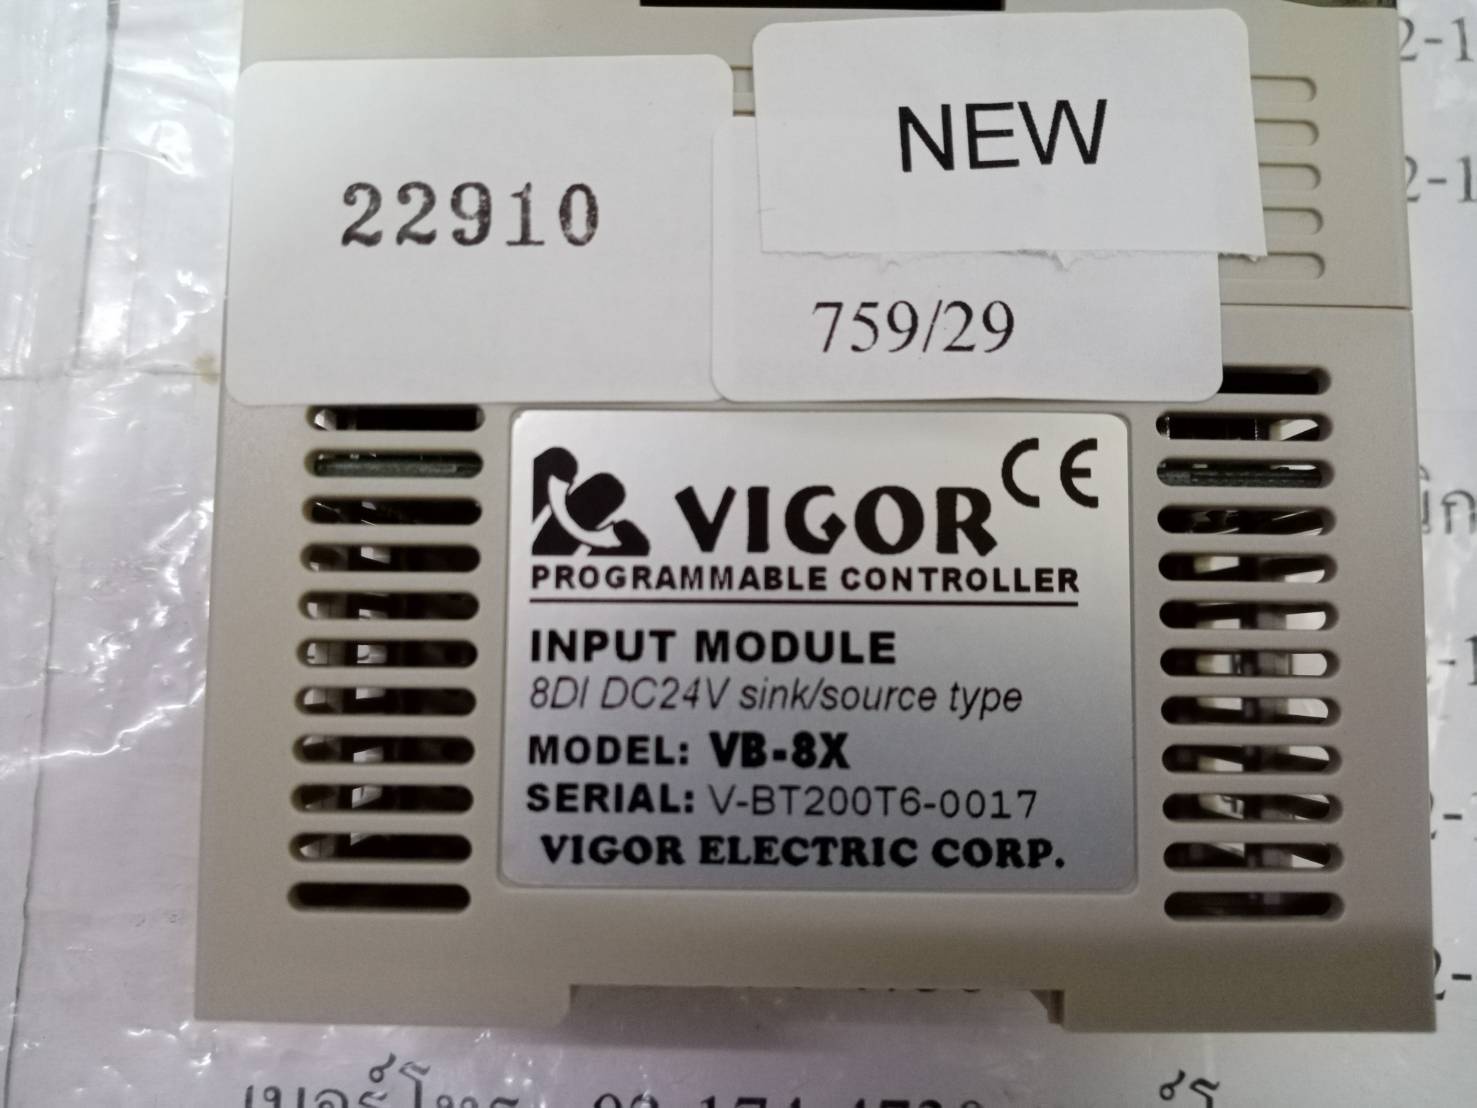 22910
NEW
759/29
CE
VIGOR
PROGRAMMABLE CONTROLLER
INPUT MODULE
8DI DC24V sink/source type
MODEL: VB-8X
SERIAL: V-BT200T6-0017
VIGOR ELECTRIC CORP.